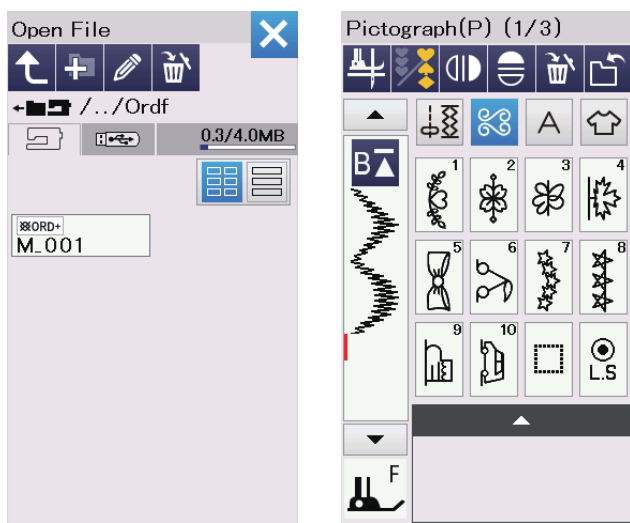 Open File
/../Ordf
0.3/4.0MB
ORD+
M_001
Pictograph(P) (1/3)
A
B
1 2 3 4
5 6 7 8
9 10
L.S
F